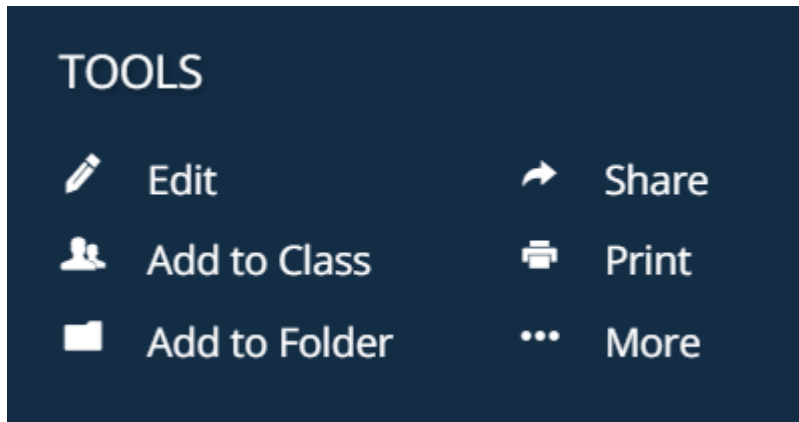 TOOLS
Edit
Share
Add to Class
Print
Add to Folder
More